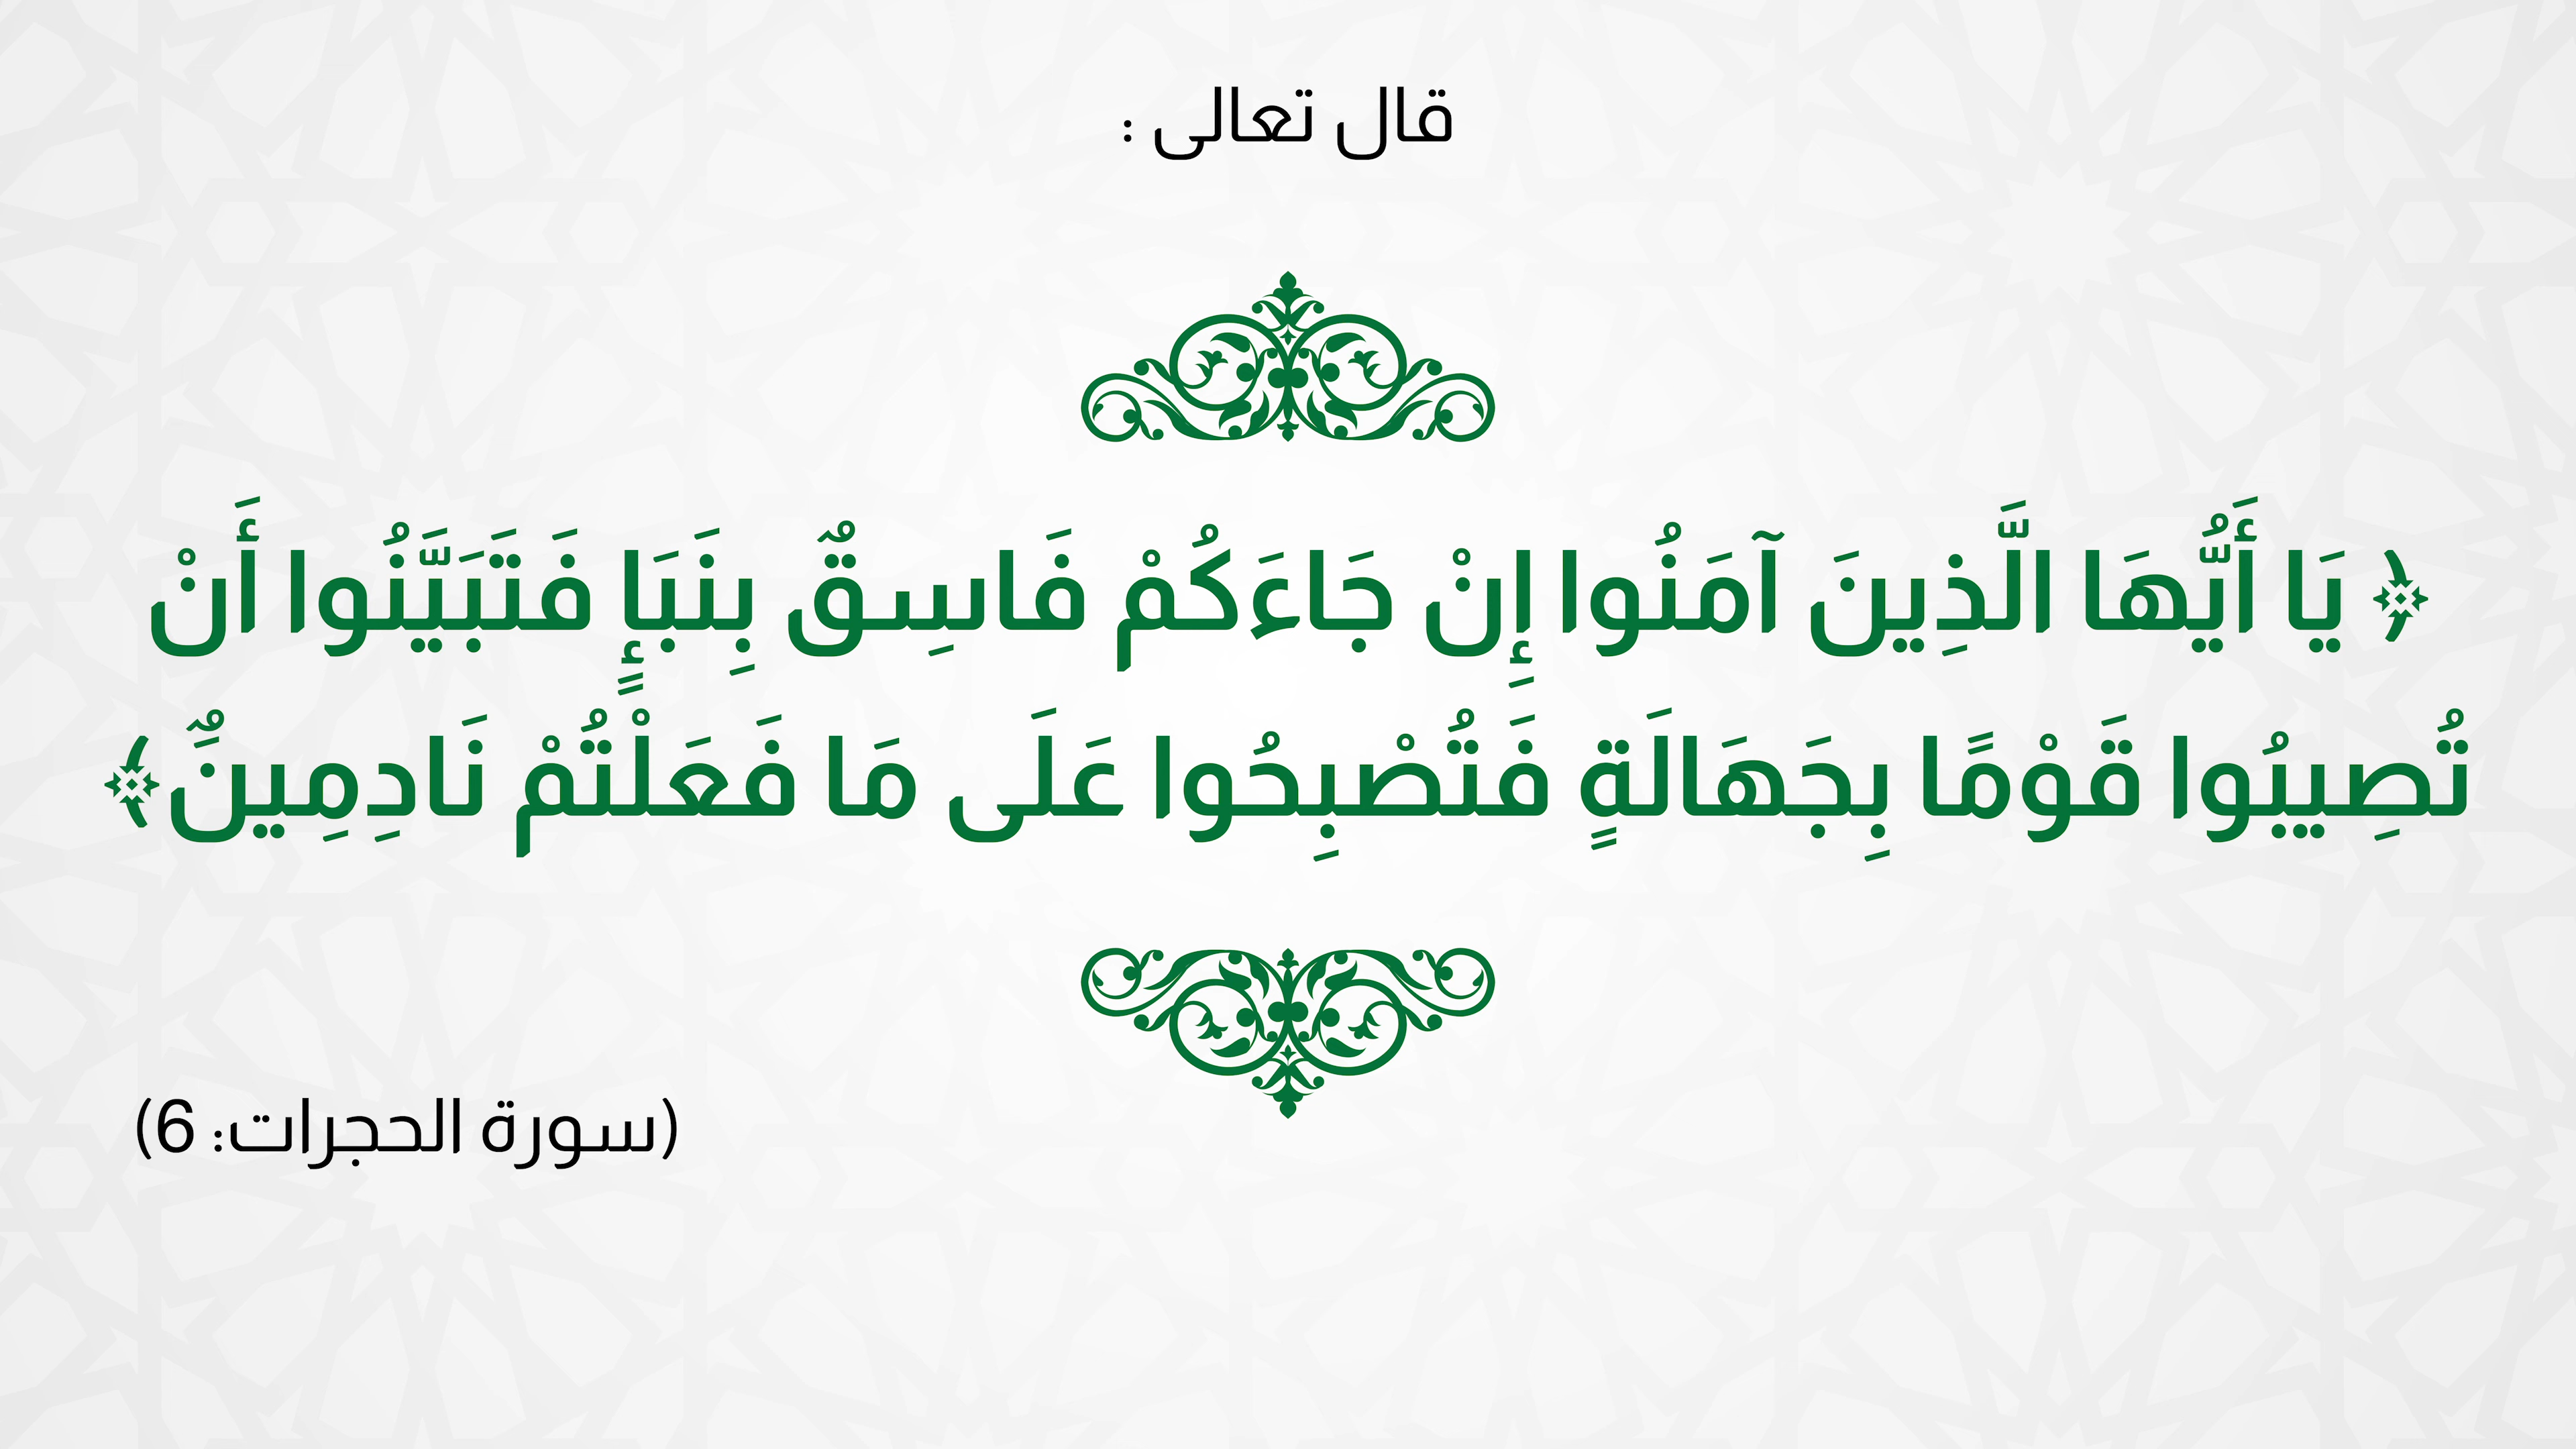 قال تعالى :
﴿ يَا أَيُّهَا الَّذِينَ آمَنُوا إِنْ جَاءَكُمْ فَاسِقٌ بِنَبَإٍ فَتَبَيَّنُوا أَنْ
تُصِيبُوا قَوْمًا بِجَهَالَةٍ فَتُصْبِحُوا عَلَى مَا فَعَلْتُمْ نَادِمِينَ ٌ﴾
(سورة الحجرات: 6)